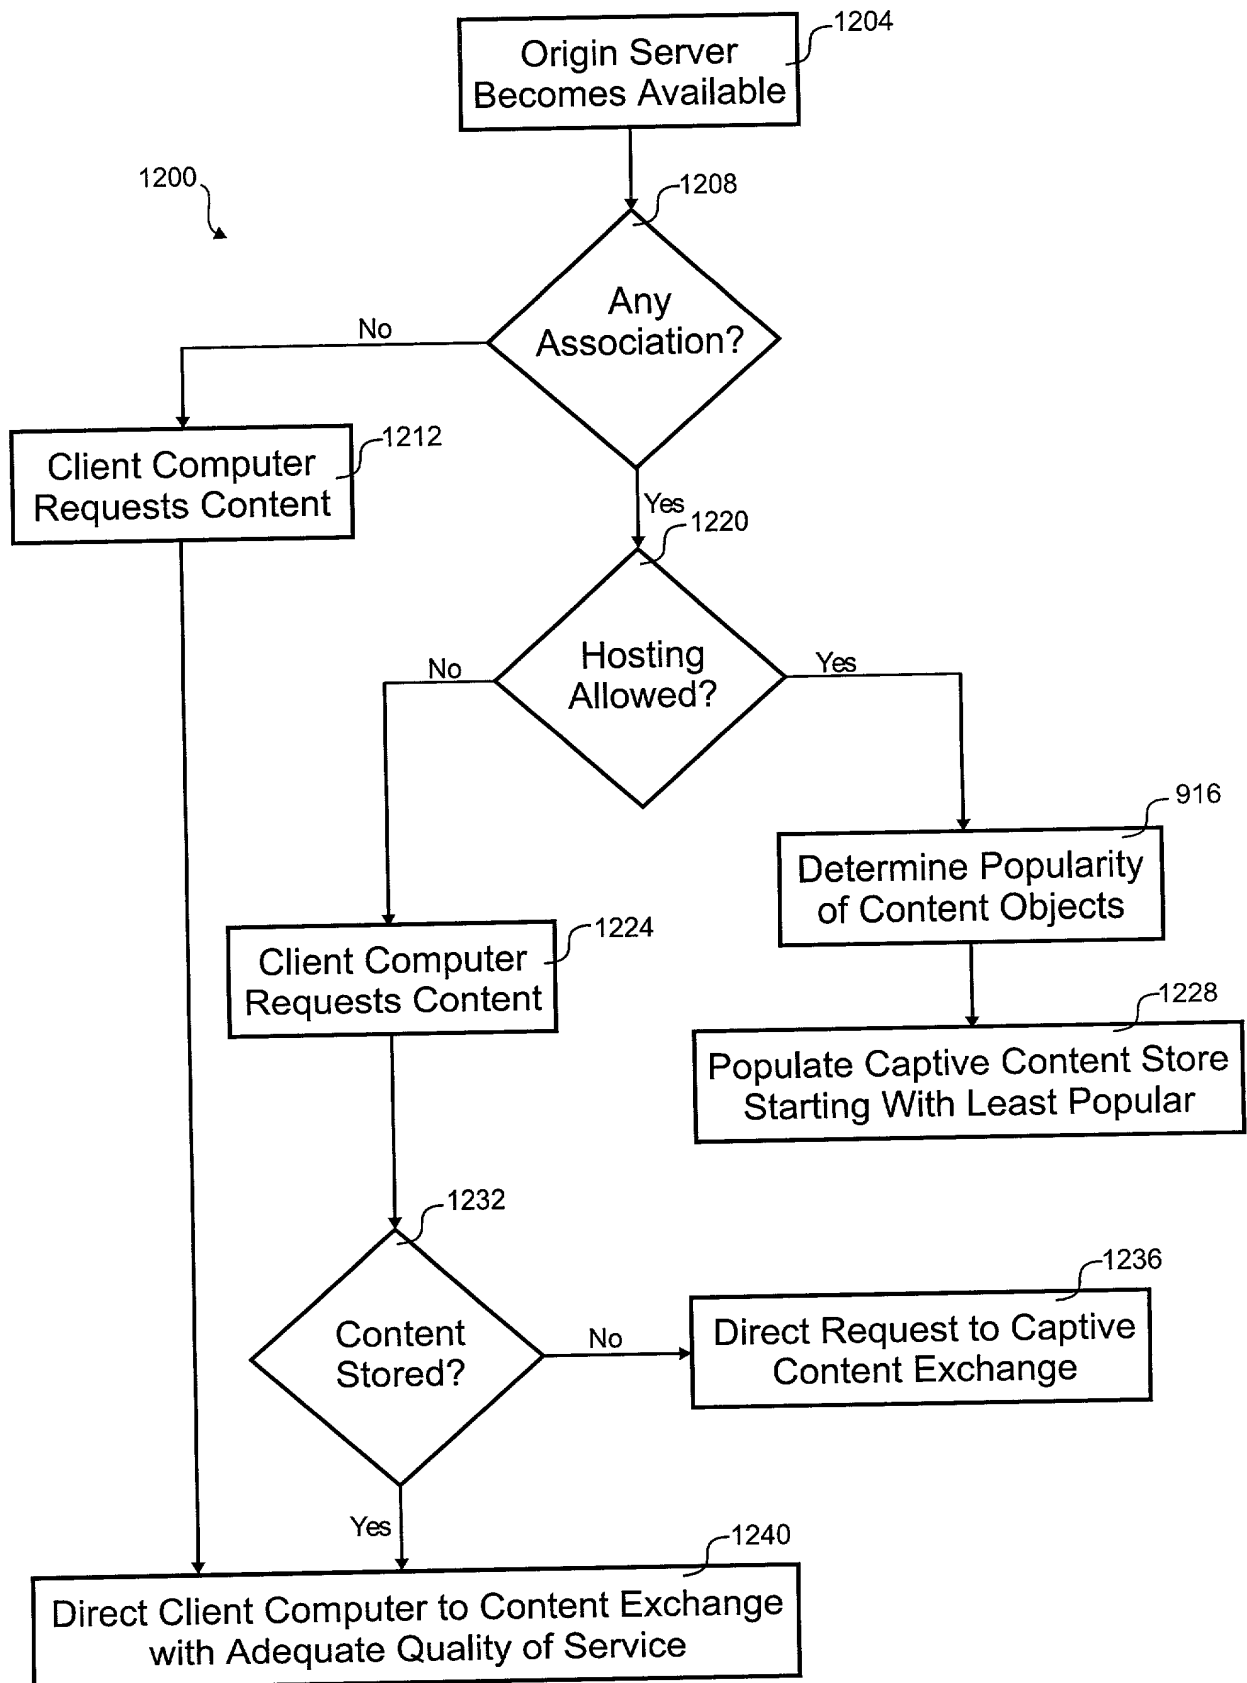 1204
Origin Server
Becomes Available
1200
1208
Any
Association?
No
1212
Client Computer
Requests Content
Yes
1220
Hosting
Allowed?
No
Yes
916
Determine Popularity
of Content Objects
1224
Client Computer
Requests Content
1228
Populate Captive Content Store
Starting With Least Popular
1232
Content
Stored?
No
1236
Direct Request to Captive
Content Exchange
Yes
1240
Direct Client Computer to Content Exchange
with Adequate Quality of Service